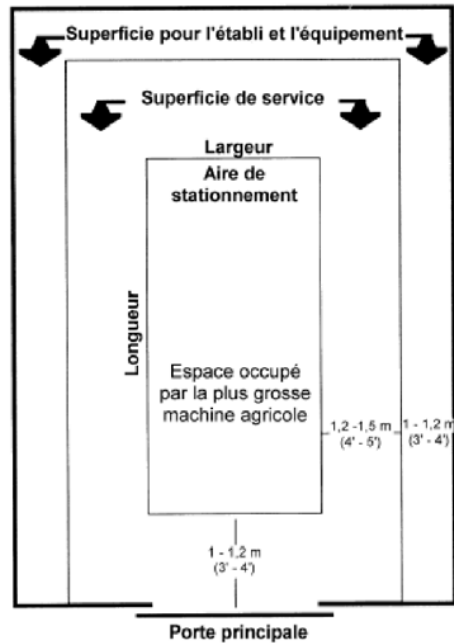 Superficie pour l'établi et l'équipement
Superficie de service
Largeur
Aire de
stationnement
Longueur
Espace occupé
par la plus grosse
machine agricole
1,2 -1,5 m
(4' - 5')
1 - 1,2 m
(3' - 4')
1 - 1,2 m
(3' - 4')
Porte principale